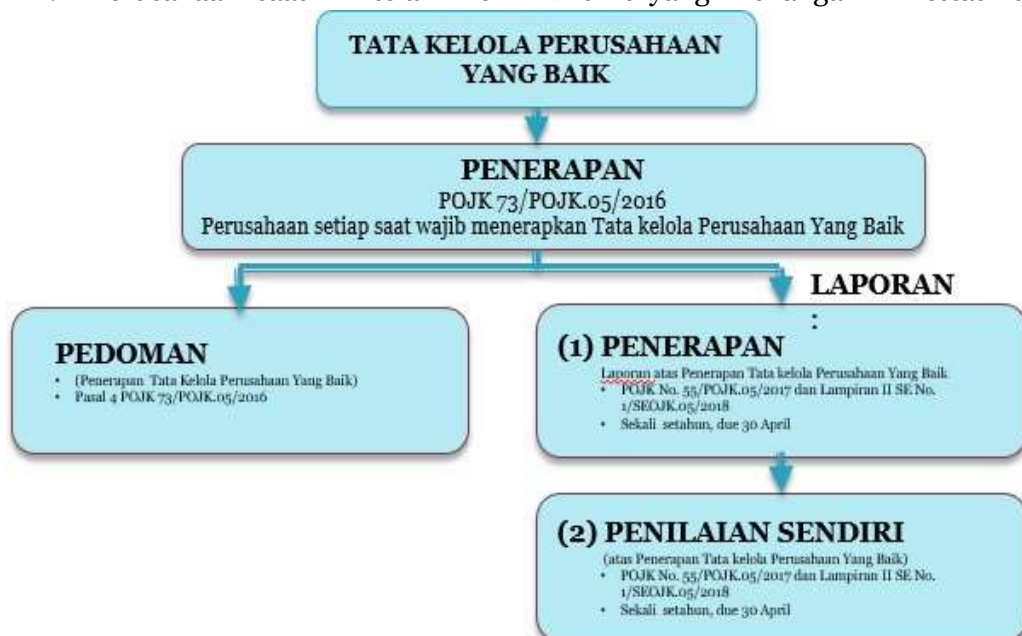 TATA KELOLA PERUSAHAAN
YANG BAIK
PENERAPAN
POJK 73/POJK.05/2016
Perusahaan setiap saat wajib menerapkan Tata kelola Perusahaan Yang Baik
PEDOMAN
• (Penerapan Tata Kelola Perusahaan Yang Baik)
• Pasal 4 POJK 73/POJK.05/2016
LAPORAN
:
(1) PENERAPAN
Laporan atas Penerapan Tata kelola Perusahaan Yang Baik
• POJK No. 55/POJK.05/2017 dan Lampiran II SE No.
1/SEOJK.05/2018
• Sekali setahun, due 30 April
(2) PENILAIAN SENDIRI
(atas Penerapan Tata kelola Perusahaan Yang Baik)
• POJK No. 55/POJK.05/2017 dan Lampiran II SE No.
1/SEOJK.05/2018
• Sekali setahun, due 30 April